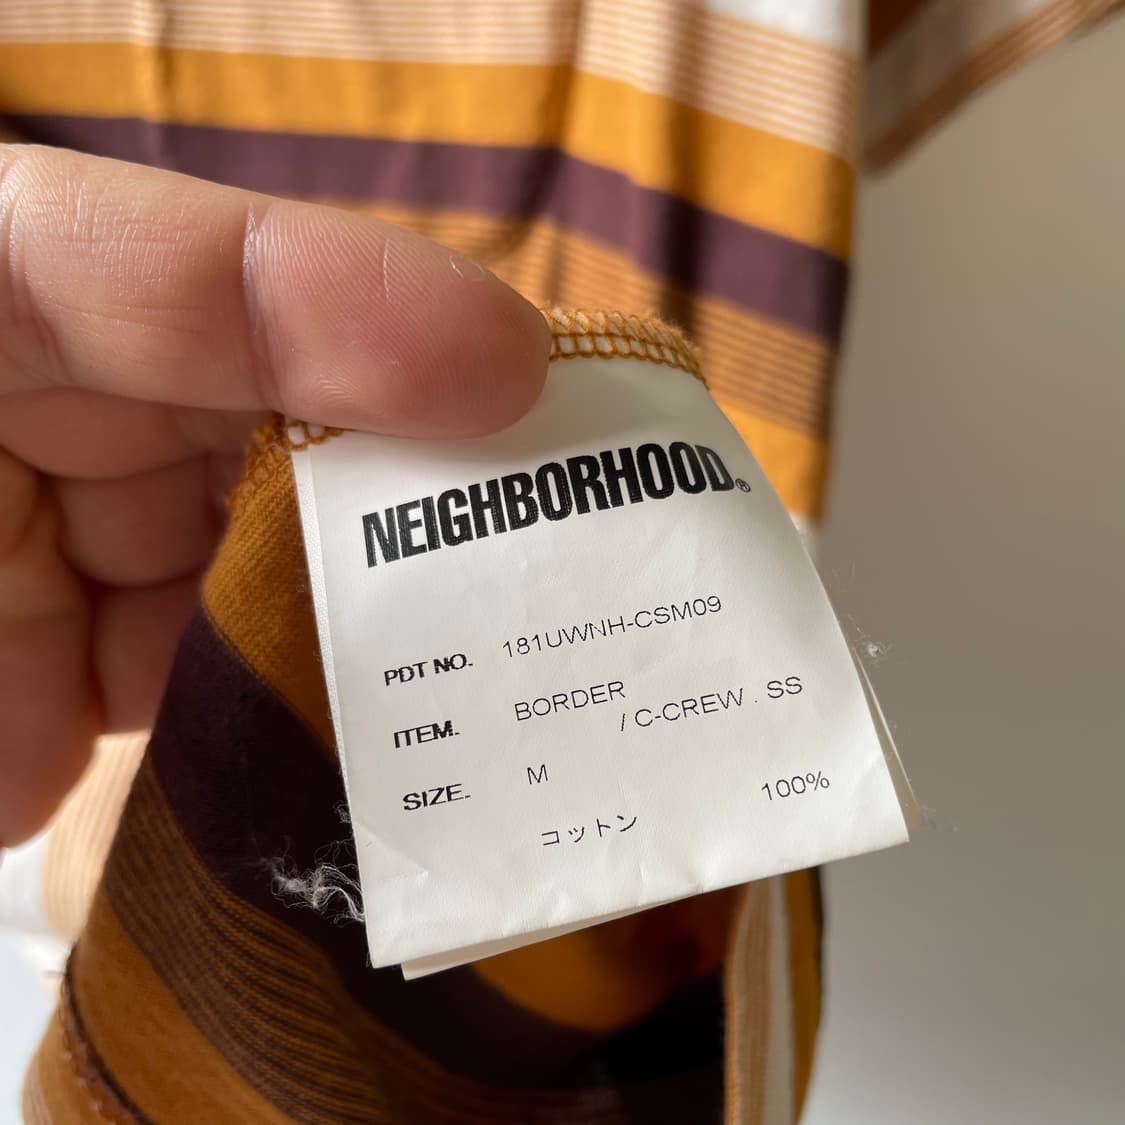 NEIGHBORHOOD®
PDT NO. 181UWNH-CSM09
ITEM. BORDER
/ C-CREW . SS
SIZE. M
コットン 100%